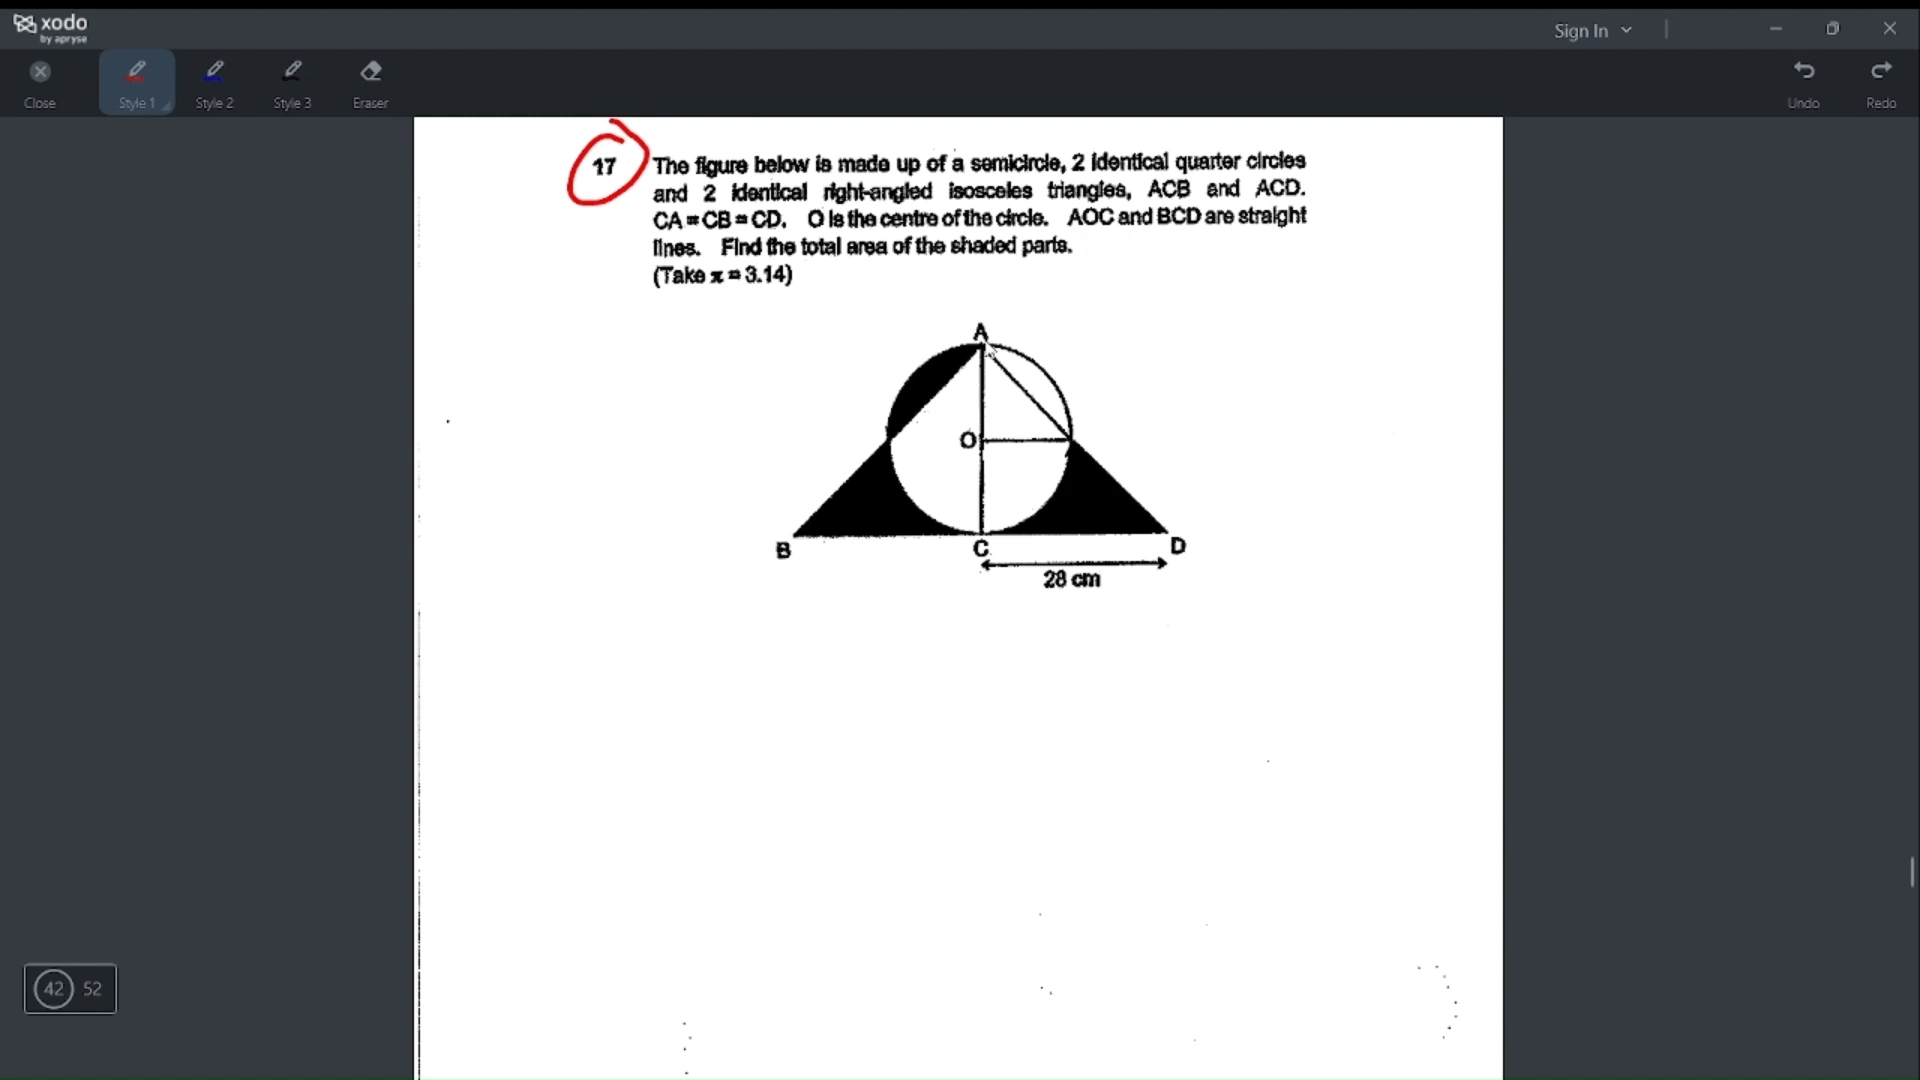 xodo
by apryse
Sign In
Close
Style 1
Style 2
Style 3
Eraser
Undo
Redo
17 The figure below is made up of a semicircle, 2 identical quarter circles
and 2 identical right-angled isosceles triangles, ACB and ACD.
CA = CB = CD. O is the centre of the circle. AOC and BCD are straight
lines. Find the total area of the shaded parts.
(Take π = 3.14)
A
O
B
C
D
28 cm
42 52